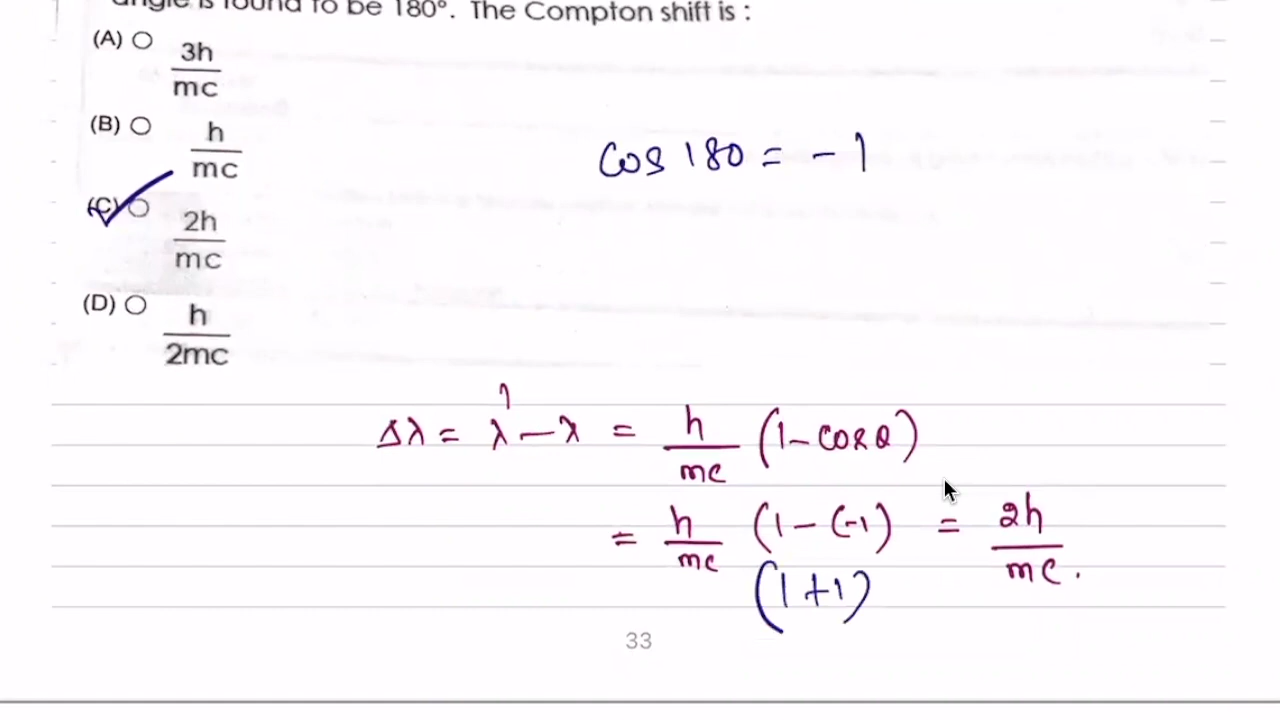 angle is found to be 180°. The Compton shift is :
(A) ○ 3h/mc
(B) ○ h/mc
(C) ○ 2h/mc
(D) ○ h/2mc
cos 180 = -1
Δλ = λ' - λ = h/mc (1 - cos θ)
= h/mc (1 - (-1) = 2h/mc.
(1+1)
33